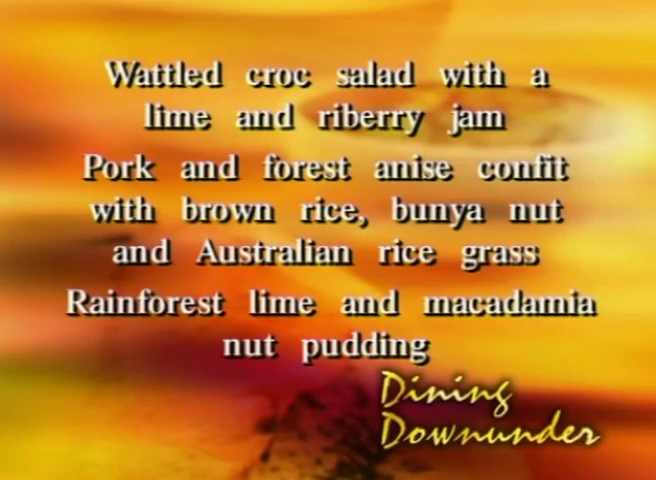 Wattled croc salad with a
lime and riberry jam
Pork and forest anise confit
with brown rice, bunya nut
and Australian rice grass
Rainforest lime and macadamia
nut pudding
Dining
Downunder